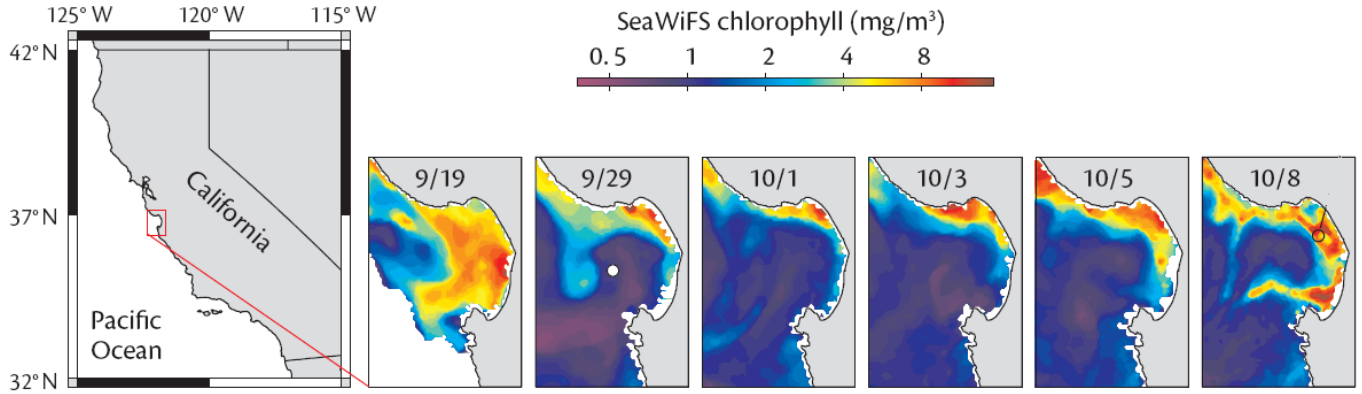 125°W 120°W 115°W
SeaWiFS chlorophyll (mg/m³)
0.5 1 2 4 8
42°N
37°N
32°N
California
Pacific
Ocean
9/19
9/29
10/1
10/3
10/5
10/8